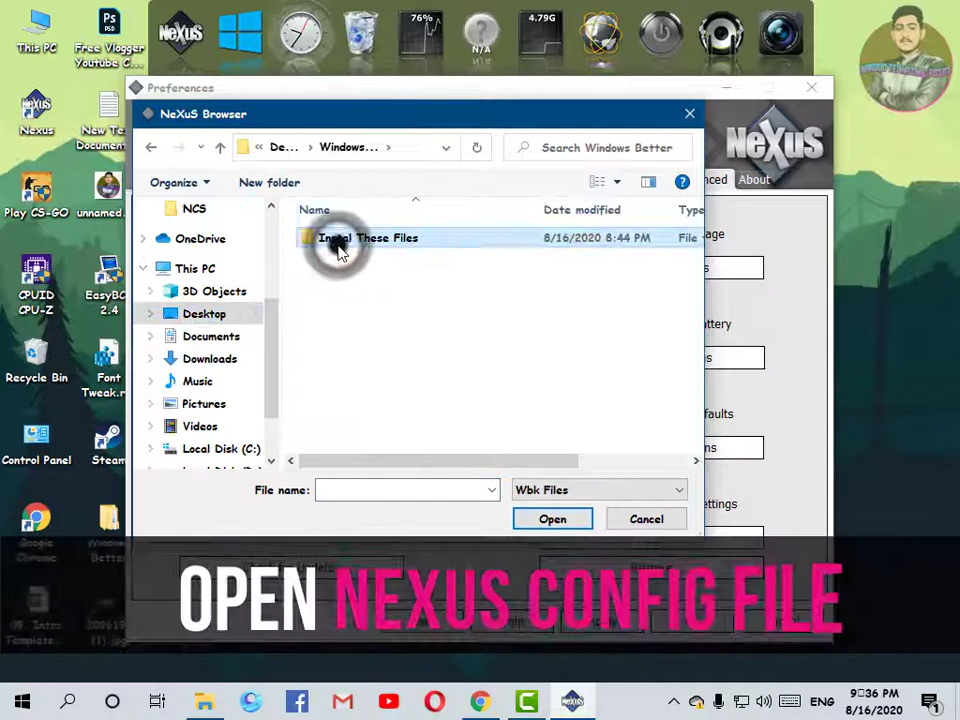 This PC
Free Vlogger
Youtube C...
NeXuS
76%
N/A
4.79G
Nexus
New Te
Document
Play CS-GO
unnamed.
CPUID
CPU-Z
EasyBC
2.4
Recycle Bin
Font
Tweak.r
Control Panel
Steam
Google
Chrome
Windows
Better
Preferences
NeXuS
About
NeXuS Browser
De...
Windows...
Search Windows Better
Organize
New folder
NCS
OneDrive
This PC
3D Objects
Desktop
Documents
Downloads
Music
Pictures
Videos
Local Disk (C:)
Name
Date modified
Type
Install These Files
8/16/2020 8:44 PM
File
File name:
Wbk Files
Open
Cancel
OPEN NEXUS CONFIG FILE
ENG
8/16/2020
1